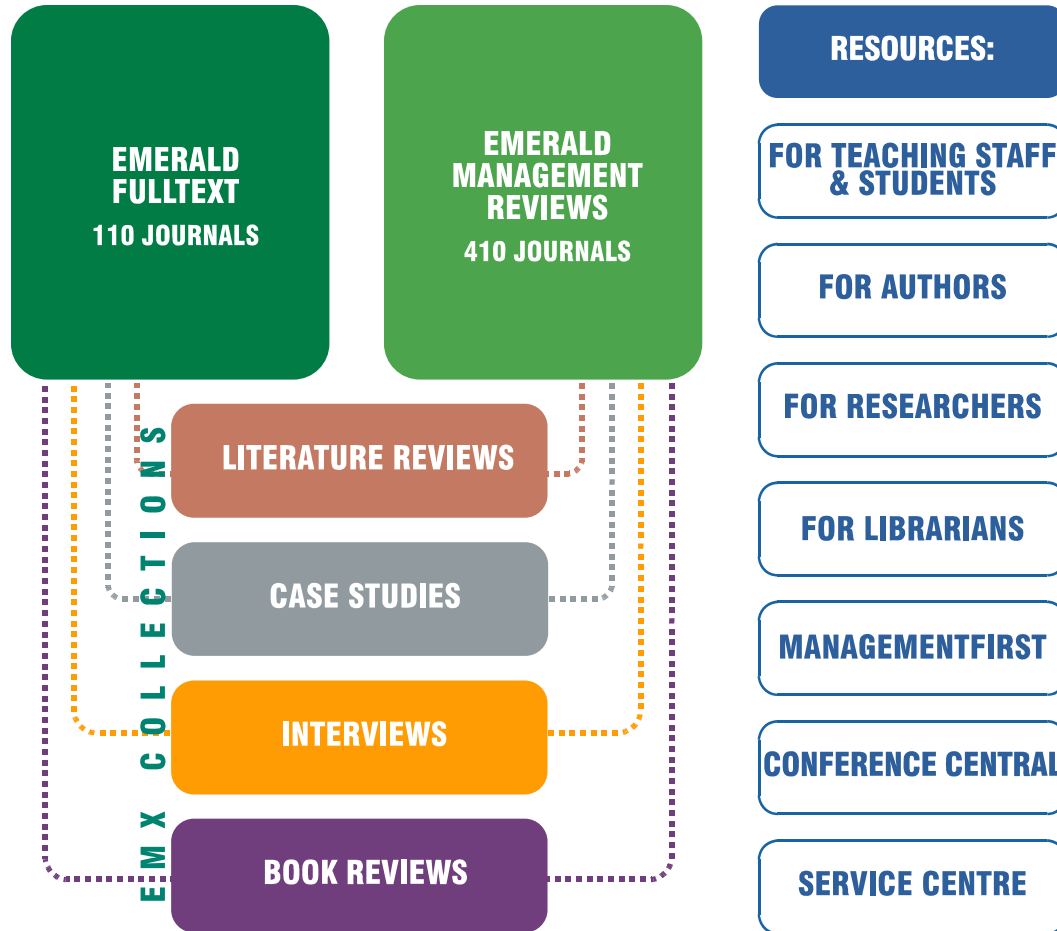 EMERALD
FULLTEXT
110 JOURNALS
EMERALD
MANAGEMENT
REVIEWS
410 JOURNALS
EMX COLLECTIONS
LITERATURE REVIEWS
CASE STUDIES
INTERVIEWS
BOOK REVIEWS
RESOURCES:
FOR TEACHING STAFF
& STUDENTS
FOR AUTHORS
FOR RESEARCHERS
FOR LIBRARIANS
MANAGEMENTFIRST
CONFERENCE CENTRAL
SERVICE CENTRE